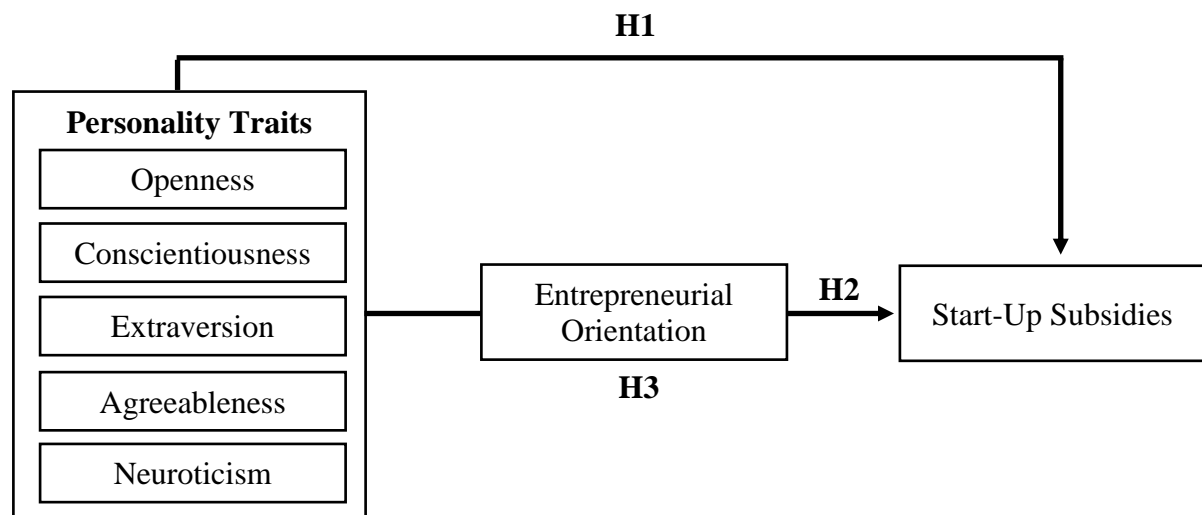 H1
Personality Traits
Openness
Conscientiousness
Extraversion
Agreeableness
Neuroticism
Entrepreneurial
Orientation
H3
H2
Start-Up Subsidies